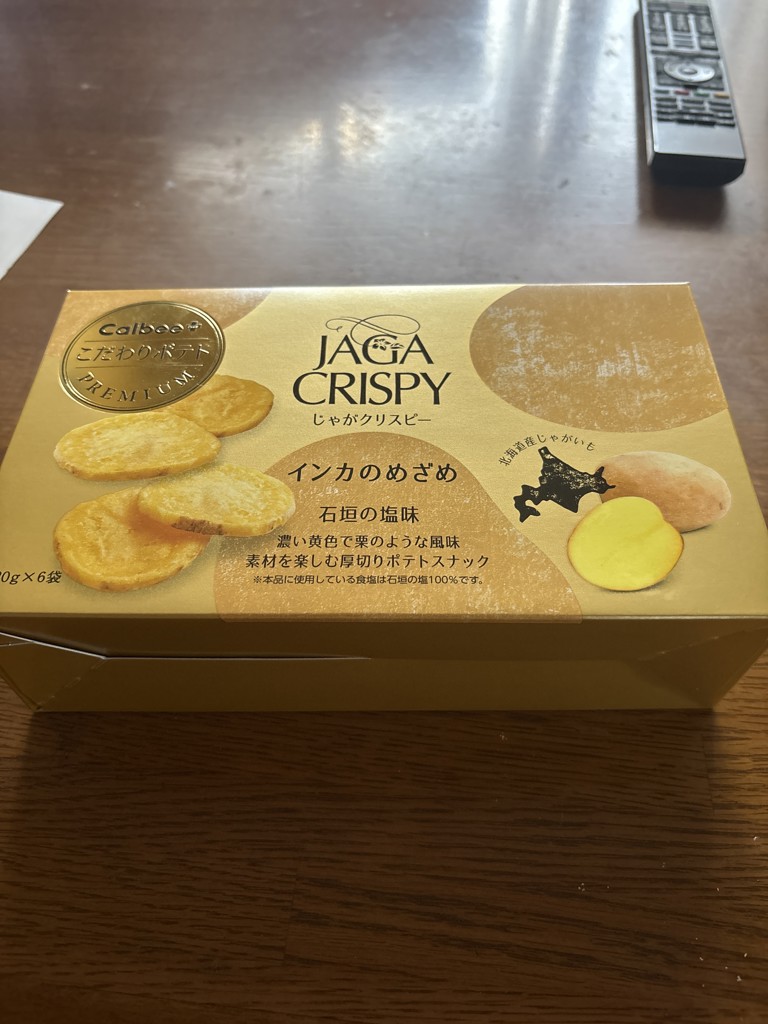 Calbee+
こだわりポテト
PREMIUM
JAGA
CRISPY
じゃがクリスピー
インカのめざめ
石垣の塩味
濃い黄色で栗のような風味
素材を楽しむ厚切りポテトスナック
※本品に使用している食塩は石垣の塩100%です。
北海道産じゃがいも
0g×6袋